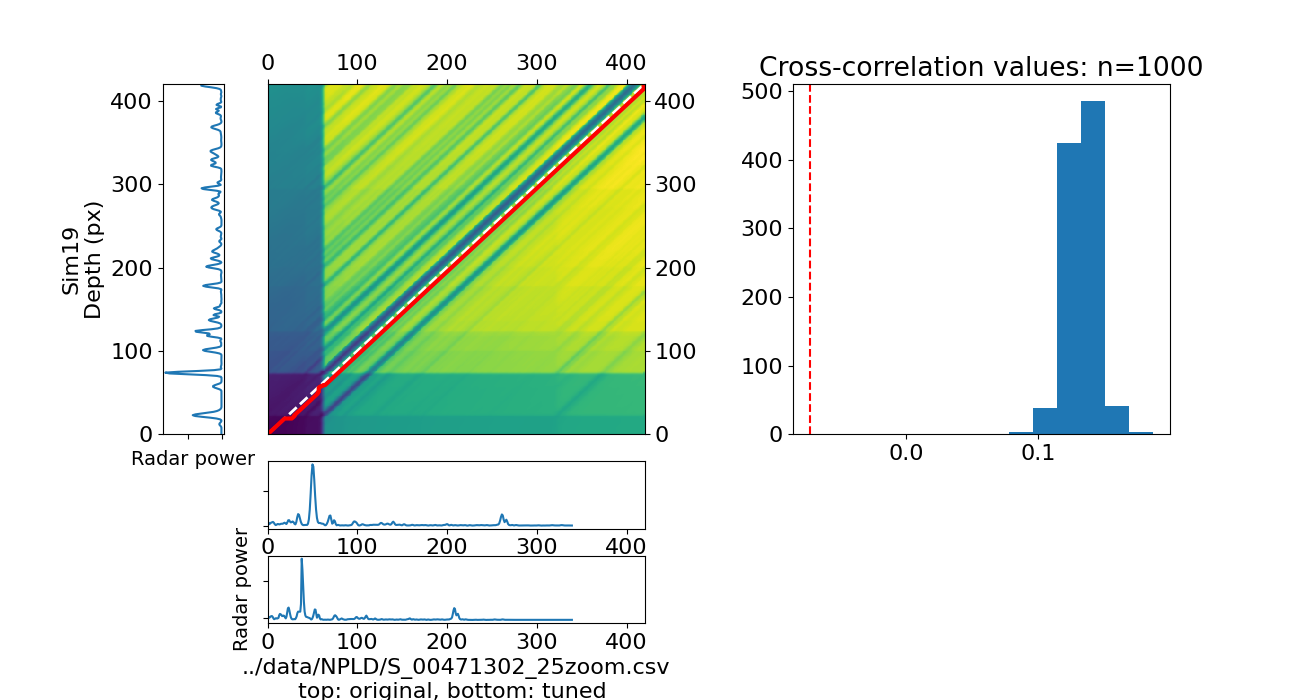 0 100 200 300 400
Cross-correlation values: n=1000
400
300
200
100
0
Sim19
Depth (px)
Radar power
400
300
200
100
0
500
400
300
200
100
0
0.0 0.1
0 100 200 300 400
Radar power
0 100 200 300 400
../data/NPLD/S_00471302_25zoom.csv
top: original, bottom: tuned